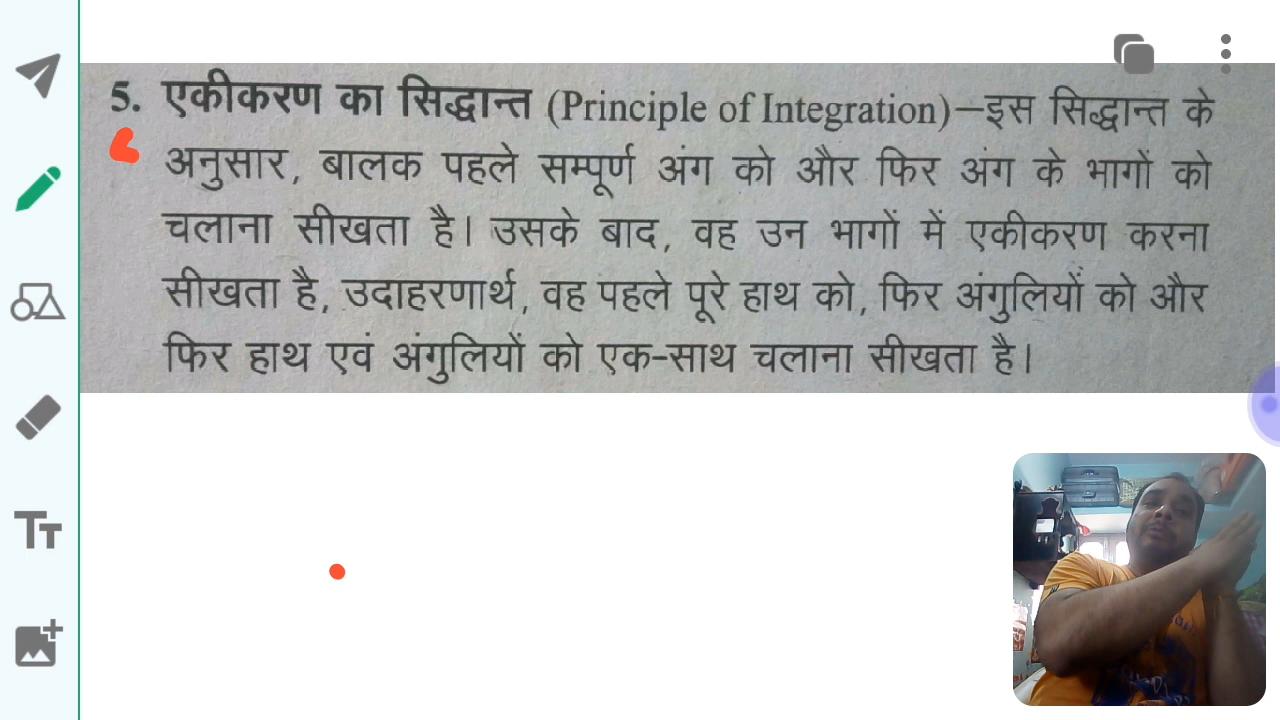 5. एकीकरण का सिद्धान्त (Principle of Integration)–इस सिद्धान्त के
अनुसार, बालक पहले सम्पूर्ण अंग को और फिर अंग के भागों को
चलाना सीखता है। उसके बाद, वह उन भागों में एकीकरण करना
सीखता है, उदाहरणार्थ, वह पहले पूरे हाथ को, फिर अंगुलियों को और
फिर हाथ एवं अंगुलियों को एक-साथ चलाना सीखता है।
TT